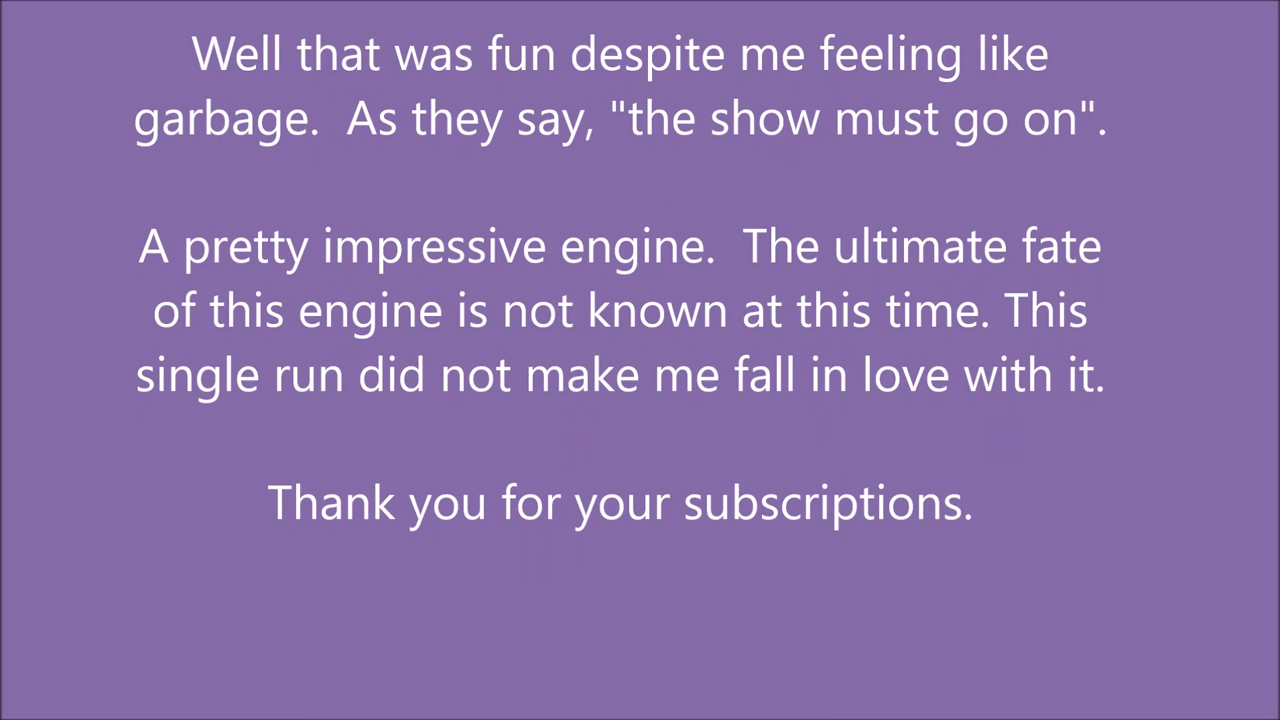 Well that was fun despite me feeling like
garbage.  As they say, "the show must go on".
A pretty impressive engine.  The ultimate fate
of this engine is not known at this time. This
single run did not make me fall in love with it.
Thank you for your subscriptions.